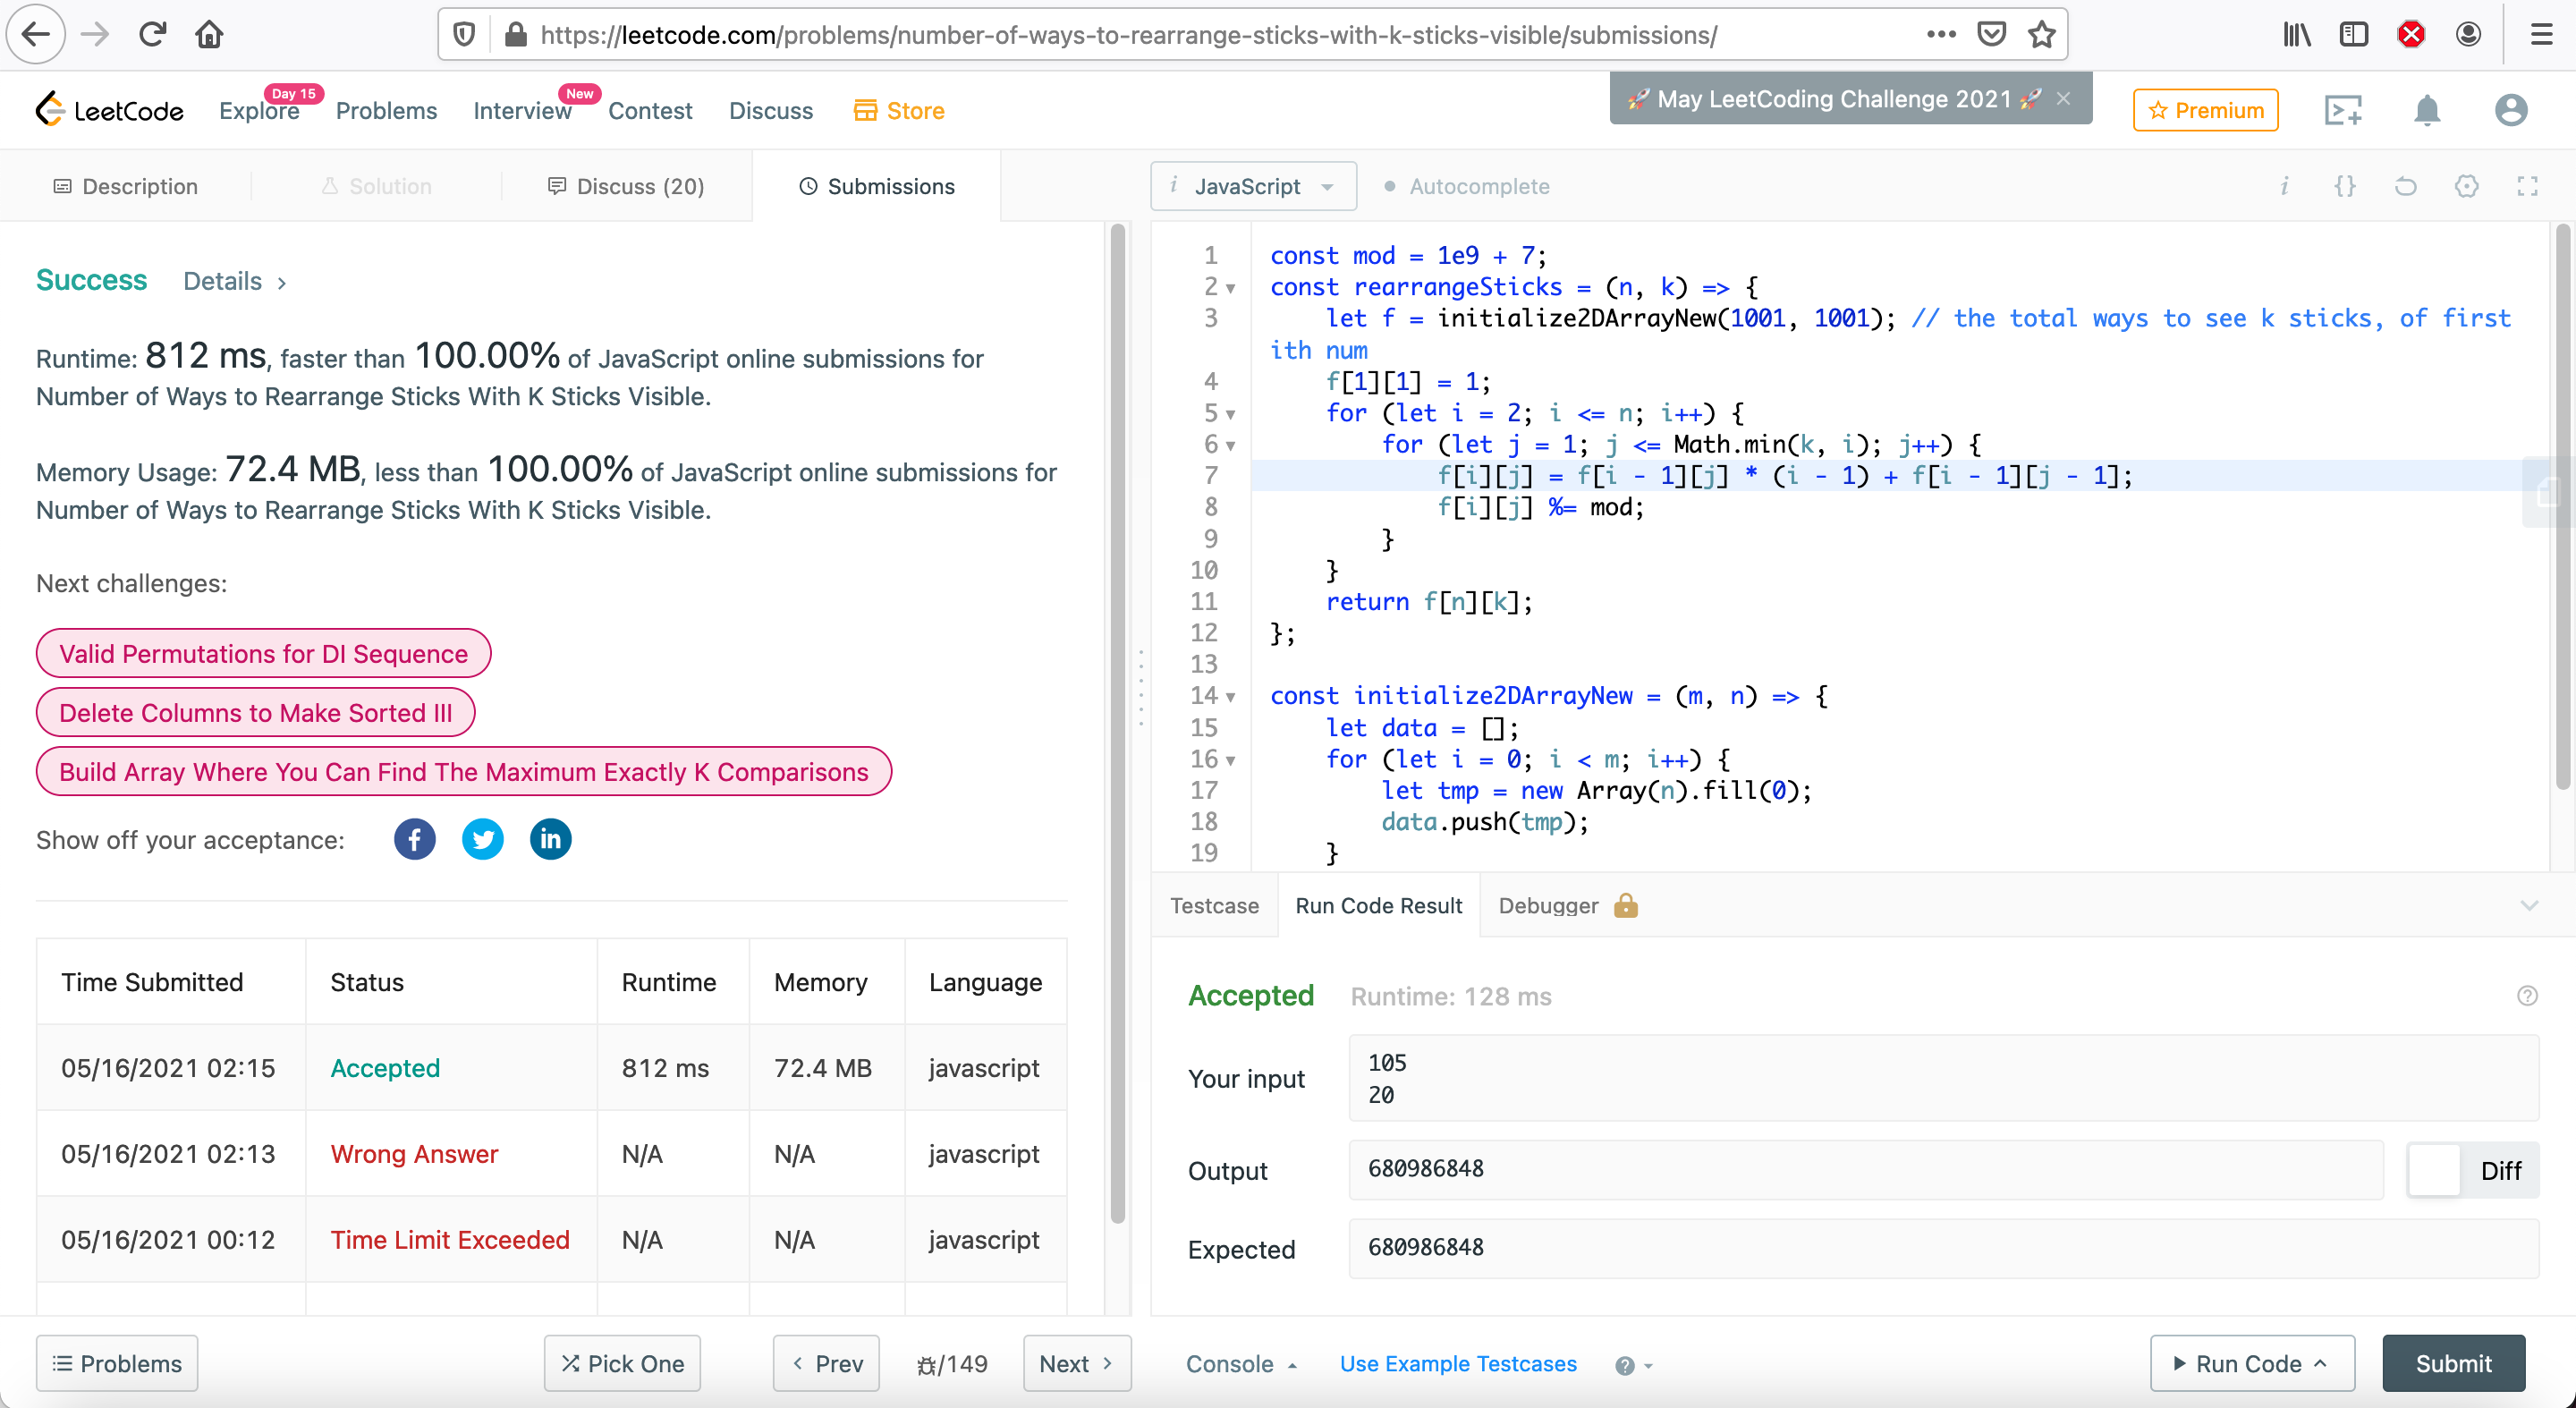 https://leetcode.com/problems/number-of-ways-to-rearrange-sticks-with-k-sticks-visible/submissions/
LeetCode Explore Day 15 Problems Interview New Contest Discuss Store
🚀 May LeetCoding Challenge 2021 🚀 ×
Premium
Description Solution Discuss (20) Submissions
i JavaScript Autocomplete
Success Details >
Runtime: 812 ms, faster than 100.00% of JavaScript online submissions for
Number of Ways to Rearrange Sticks With K Sticks Visible.
Memory Usage: 72.4 MB, less than 100.00% of JavaScript online submissions for
Number of Ways to Rearrange Sticks With K Sticks Visible.
Next challenges:
Valid Permutations for DI Sequence
Delete Columns to Make Sorted III
Build Array Where You Can Find The Maximum Exactly K Comparisons
Show off your acceptance:
Time Submitted Status Runtime Memory Language
05/16/2021 02:15 Accepted 812 ms 72.4 MB javascript
05/16/2021 02:13 Wrong Answer N/A N/A javascript
05/16/2021 00:12 Time Limit Exceeded N/A N/A javascript
1 const mod = 1e9 + 7;
2 const rearrangeSticks = (n, k) => {
3 let f = initialize2DArrayNew(1001, 1001); // the total ways to see k sticks, of first
ith num
4 f[1][1] = 1;
5 for (let i = 2; i <= n; i++) {
6 for (let j = 1; j <= Math.min(k, i); j++) {
7 f[i][j] = f[i - 1][j] * (i - 1) + f[i - 1][j - 1];
8 f[i][j] %= mod;
9 }
10 }
11 return f[n][k];
12 };
13
14 const initialize2DArrayNew = (m, n) => {
15 let data = [];
16 for (let i = 0; i < m; i++) {
17 let tmp = new Array(n).fill(0);
18 data.push(tmp);
19 }
Testcase Run Code Result Debugger
Accepted Runtime: 128 ms
Your input
105
20
Output 680986848 Diff
Expected 680986848
Problems Pick One < Prev /149 Next >
Console Use Example Testcases
Run Code Submit